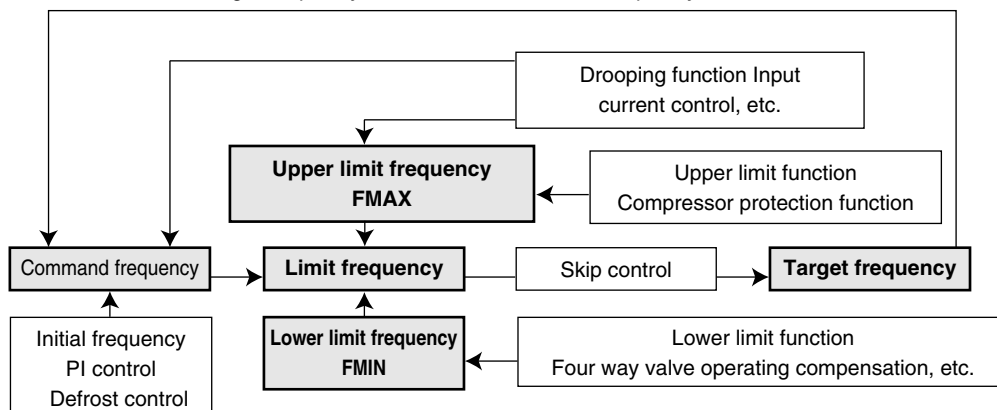 Drooping function Input
current control, etc.
Upper limit frequency
FMAX
Upper limit function
Compressor protection function
Command frequency
Limit frequency
Skip control
Target frequency
Initial frequency
PI control
Defrost control
Lower limit frequency
FMIN
Lower limit function
Four way valve operating compensation, etc.